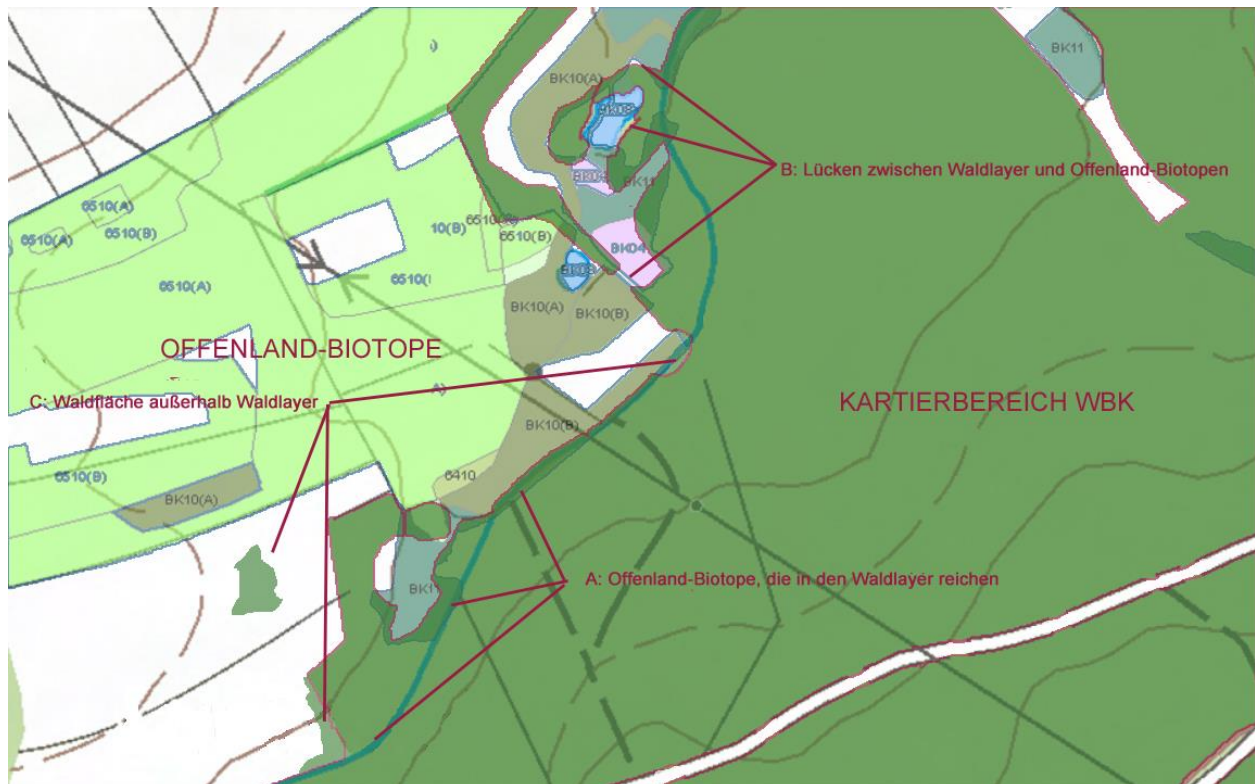 BK11
BK10(A)
BK11
B: Lücken zwischen Waldlayer und Offenland-Biotopen
6510(A)
6510(A)
6510(B)
10(B)
6510(B)
BK04
6510(A)
BK10(A)
BK10(B)
OFFENLAND-BIOTOPE
KARTIERBEREICH WBK
C: Waldfläche außerhalb Waldlayer
BK10(B)
6510(B)
6410
BK10(A)
A: Offenland-Biotope, die in den Waldlayer reichen